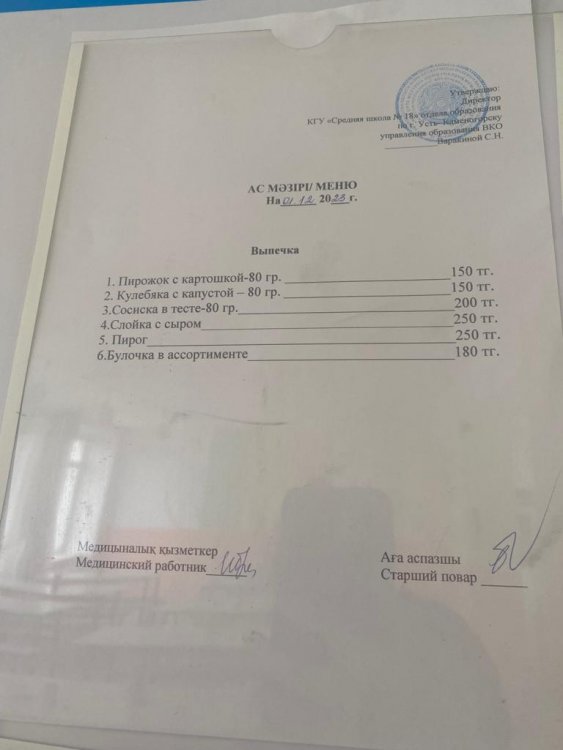 Утверждаю:
Директор
КГУ «Средняя школа № 18» отдела образования
по г. Усть- Каменогорску
управления образования ВКО
Варакиной С.Н.
АС МӘЗІРІ/ МЕНЮ
На 01.12 2023 г.
Выпечка
1. Пирожок с картошкой-80 гр. 150 тг.
2. Кулебяка с капустой – 80 гр. 150 тг.
3.Сосиска в тесте-80 гр. 200 тг.
4.Слойка с сыром 250 тг.
5. Пирог 250 тг.
6.Булочка в ассортименте 180 тг.
Медициналық қызметкер
Медицинский работник
Аға аспазшы
Старший повар